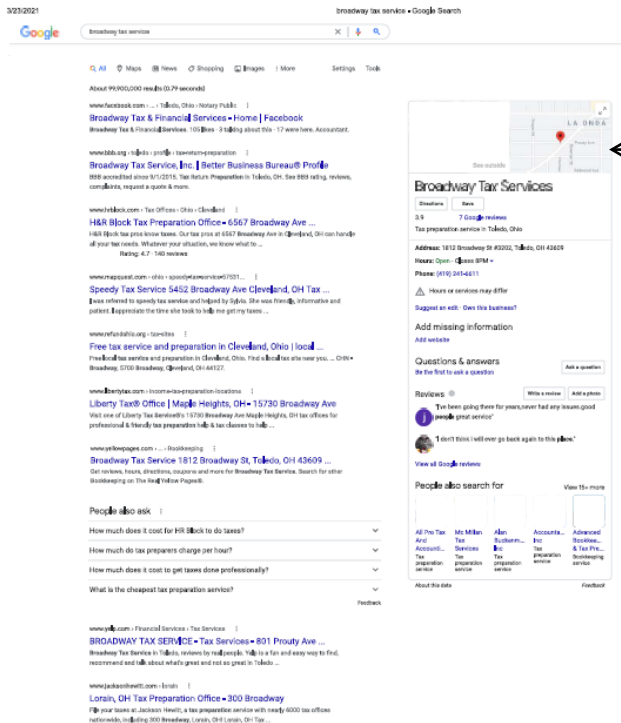 3/23/2021
broadway tax service • Google Search
Google
broadway tax service
All Maps News Shopping Images More Settings Tools
About 99,900,000 results (0.79 seconds)
www.facebook.com › ... › Toledo, Ohio › Notary Public
Broadway Tax & Financial Services - Home | Facebook
Broadway Tax & Financial Services. 105 likes · 3 talking about this · 17 were here. Accountant.
www.bbb.org › toledo › profile › tax-return-preparation
Broadway Tax Service, Inc. | Better Business Bureau® Profile
BBB accredited since 9/1/2015. Tax Return Preparation in Toledo, OH. See BBB rating, reviews,
complaints, request a quote & more.
www.hrblock.com › Tax Offices › Ohio › Cleveland
H&R Block Tax Preparation Office - 6567 Broadway Ave ...
H&R Block tax pros know taxes. Our tax pros at 6567 Broadway Ave in Cleveland, OH can handle
all your tax needs. Whatever your situation, we know what to ...
Rating: 4.7 · 140 reviews
www.mapquest.com › ohio › speedy-tax-service-57531...
Speedy Tax Service 5452 Broadway Ave Cleveland, OH Tax ...
I was referred to speedy tax service and helped by Sylvia. She was friendly, informative and
patient. I appreciate the time she took to help me get my taxes ...
www.refundohio.org › tax-sites
Free tax service and preparation in Cleveland, Ohio | local ...
Free local tax service and preparation in Cleveland, Ohio. Find a local tax site near you. ... CHN •
Broadway, 5700 Broadway, Cleveland, OH 44127.
www.libertytax.com › income-tax-preparation-locations
Liberty Tax® Office | Maple Heights, OH - 15730 Broadway Ave
Visit one of Liberty Tax Service®'s 15730 Broadway Ave Maple Heights, OH tax offices for
professional & friendly tax preparation help & tax classes to help ...
www.yellowpages.com › ... › Bookkeeping
Broadway Tax Service 1812 Broadway St, Toledo, OH 43609 ...
Get reviews, hours, directions, coupons and more for Broadway Tax Service. Search for other
Bookkeeping on The Real Yellow Pages®.
People also ask
How much does it cost for HR Block to do taxes?
How much do tax preparers charge per hour?
How much does it cost to get taxes done professionally?
What is the cheapest tax preparation service?
Feedback
www.yelp.com › Financial Services › Tax Services
BROADWAY TAX SERVICE - Tax Services - 801 Prouty Ave ...
Broadway Tax Service in Toledo, reviews by real people. Yelp is a fun and easy way to find,
recommend and talk about what's great and not so great in Toledo ...
www.jacksonhewitt.com › lorain
Lorain, OH Tax Preparation Office - 300 Broadway
File your taxes at Jackson Hewitt, a tax preparation service with nearly 6000 tax offices
nationwide, including 300 Broadway, Lorain, OH! Lorain, OH Tax...
LA ONDA
See outside
Broadway Tax Services
Directions Save
3.9 7 Google reviews
Tax preparation service in Toledo, Ohio
Address: 1812 Broadway St #3202, Toledo, OH 43609
Hours: Open · Closes 8PM
Phone: (419) 241-6611
Hours or services may differ
Suggest an edit · Own this business?
Add missing information
Add website
Questions & answers
Be the first to ask a question
Ask a question
Reviews
Write a review Add a photo
j
"I've been going there for years,never had any issues.good
people great service"
"I don't think I will ever go back again to this place."
View all Google reviews
People also search for
View 15+ more
All Pro Tax And Accounti... Tax preparation service
Mc Millan Tax Services Tax preparation service
Alan Inc Tax preparation service
Accounta... Inc Tax preparation service
Advanced Bookkee... & Tax Pre... Bookkeeping service
About this data
Feedback